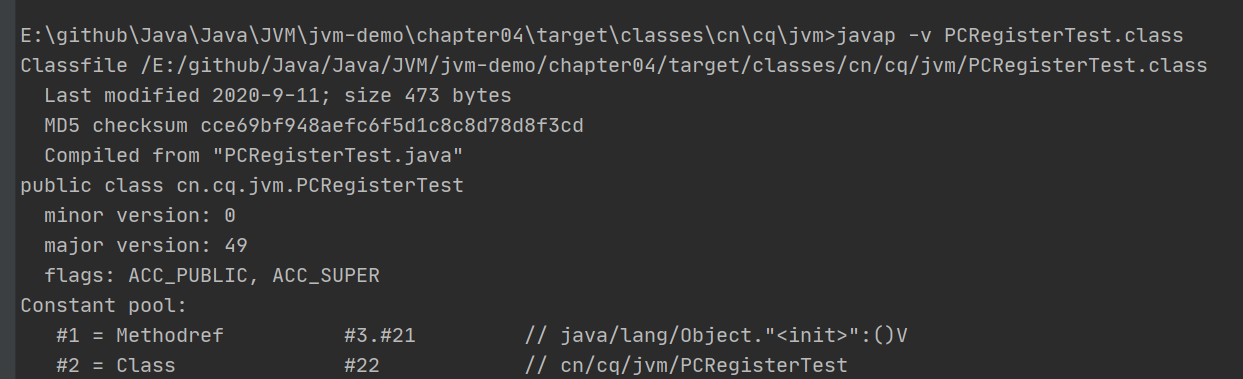 E:\github\Java\Java\JVM\jvm-demo\chapter04\target\classes\cn\cq\jvm>javap -v PCRegisterTest.class
Classfile /E:/github/Java/Java/JVM/jvm-demo/chapter04/target/classes/cn/cq/jvm/PCRegisterTest.class
  Last modified 2020-9-11; size 473 bytes
  MD5 checksum cce69bf948aefc6f5d1c8c8d78d8f3cd
  Compiled from "PCRegisterTest.java"
public class cn.cq.jvm.PCRegisterTest
  minor version: 0
  major version: 49
  flags: ACC_PUBLIC, ACC_SUPER
Constant pool:
   #1 = Methodref          #3.#21         // java/lang/Object."<init>":()V
   #2 = Class              #22            // cn/cq/jvm/PCRegisterTest